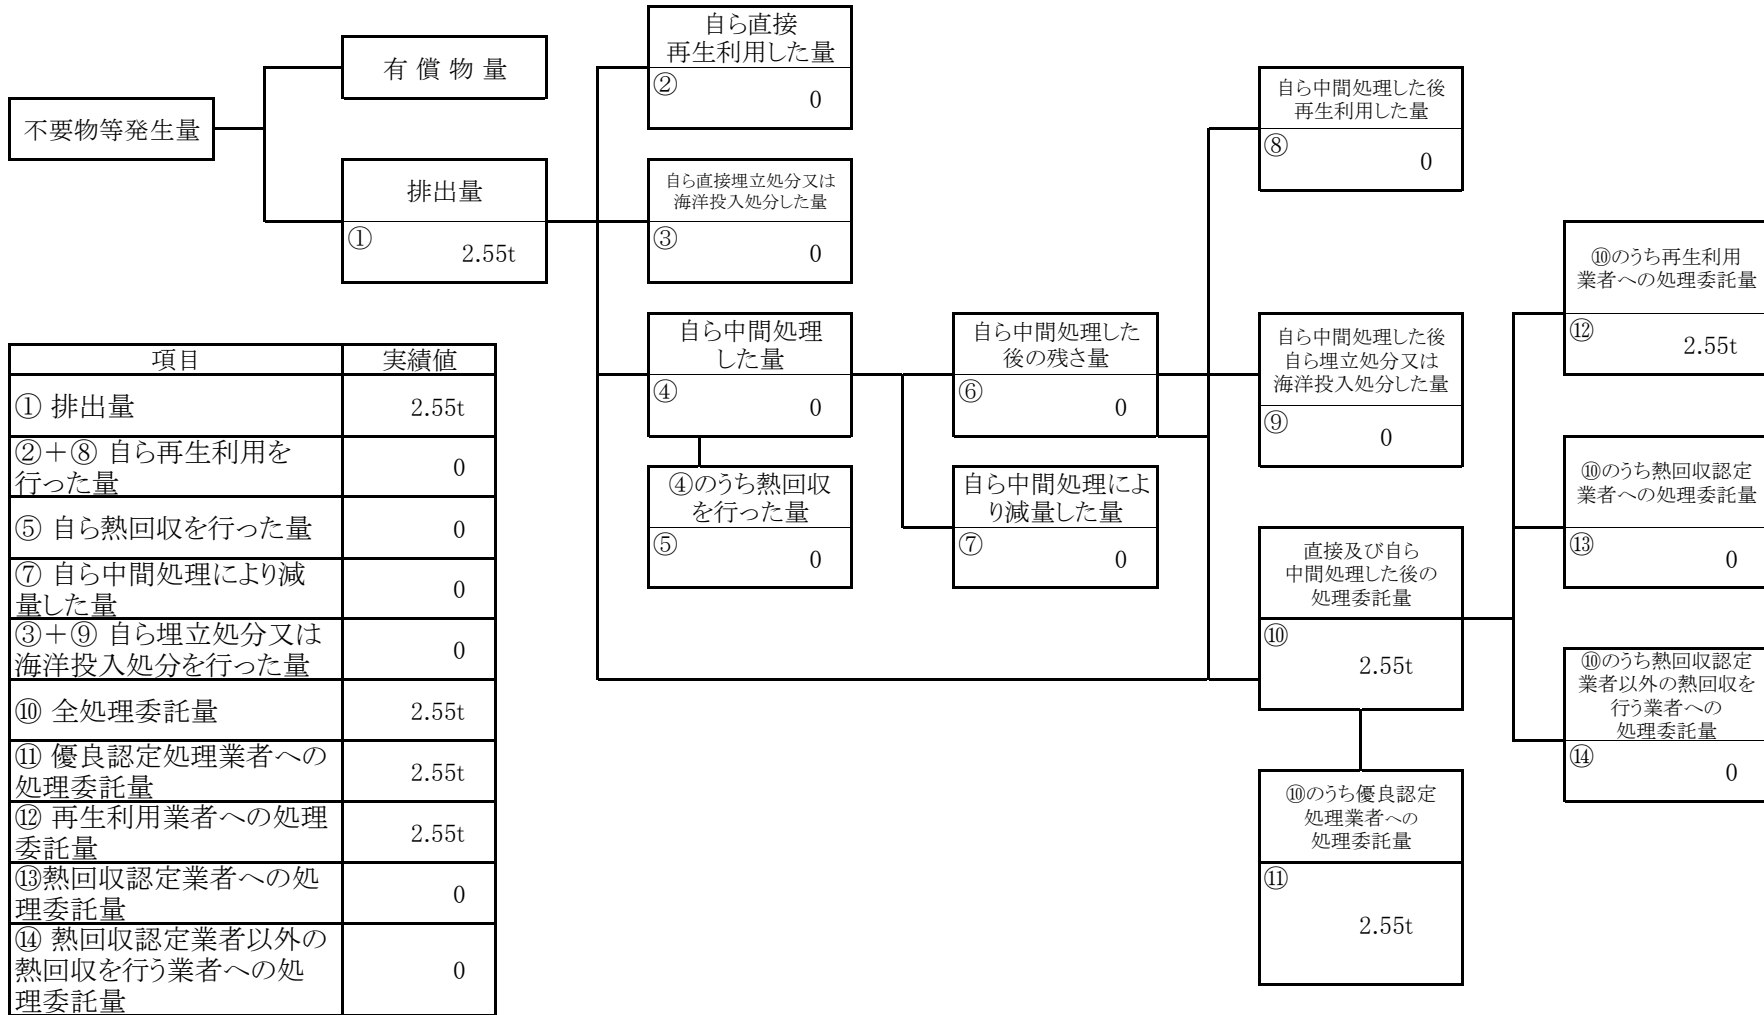 不要物等発生量
有 償 物 量
排出量
①
2.55t
自ら直接
再生利用した量
②
0
自ら直接埋立処分又は
海洋投入処分した量
③
0
自ら中間処理
した量
④
0
④のうち熱回収
を行った量
⑤
0
自ら中間処理した
後の残さ量
⑥
0
自ら中間処理によ
り減量した量
⑦
0
自ら中間処理した後
再生利用した量
⑧
0
自ら中間処理した後
自ら埋立処分又は
海洋投入処分した量
⑨
0
直接及び自ら
中間処理した後の
処理委託量
⑩
2.55t
⑩のうち優良認定
処理業者への
処理委託量
⑪
2.55t
⑩のうち再生利用
業者への処理委託量
⑫
2.55t
⑩のうち熱回収認定
業者への処理委託量
⑬
0
⑩のうち熱回収認定
業者以外の熱回収を
行う業者への
処理委託量
⑭
0
項目 実績値
① 排出量 2.55t
②＋⑧ 自ら再生利用を
行った量 0
⑤ 自ら熱回収を行った量 0
⑦ 自ら中間処理により減
量した量 0
③＋⑨ 自ら埋立処分又は
海洋投入処分を行った量 0
⑩ 全処理委託量 2.55t
⑪ 優良認定処理業者への
処理委託量 2.55t
⑫ 再生利用業者への処理
委託量 2.55t
⑬熱回収認定業者への処
理委託量 0
⑭ 熱回収認定業者以外の
熱回収を行う業者への処
理委託量 0